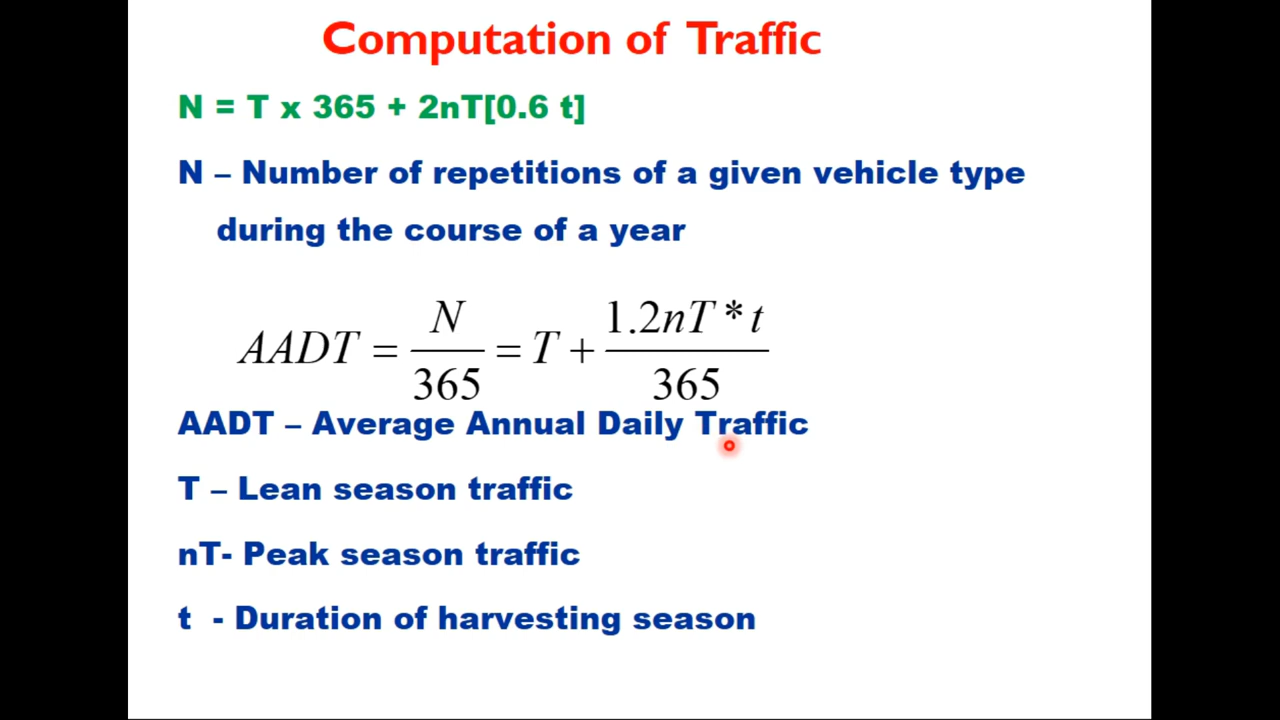 Computation of Traffic
N = T x 365 + 2nT[0.6 t]
N – Number of repetitions of a given vehicle type
during the course of a year
AADT = N/365 = T + 1.2nT * t/365
AADT – Average Annual Daily Traffic
T – Lean season traffic
nT- Peak season traffic
t - Duration of harvesting season